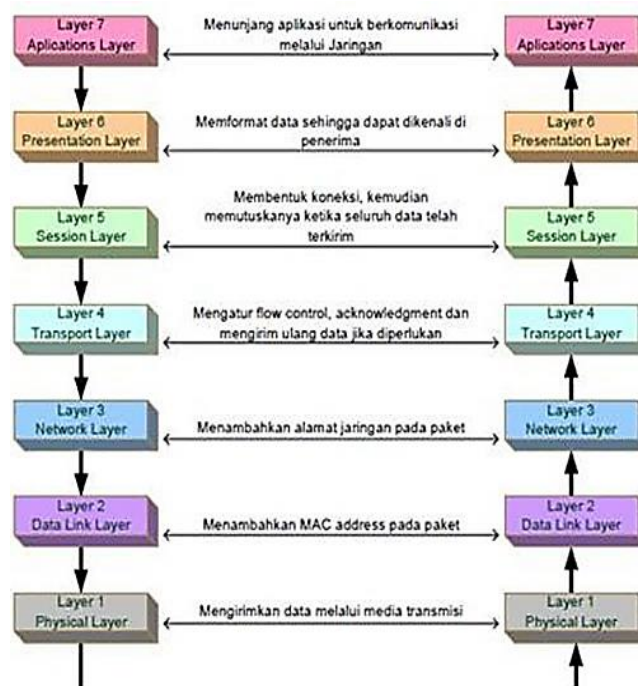 Layer 7
Aplications Layer
Menunjang aplikasi untuk berkomunikasi
melalui Jaringan
Layer 7
Aplications Layer
Layer 6
Presentation Layer
Memformat data sehingga dapat dikenali di
penerima
Layer 6
Presentation Layer
Layer 5
Session Layer
Membentuk koneksi, kemudian
memutuskanya ketika seluruh data telah
terkirim
Layer 5
Session Layer
Layer 4
Transport Layer
Mengatur flow control, acknowledgment dan
mengirim ulang data jika diperlukan
Layer 4
Transport Layer
Layer 3
Network Layer
Menambahkan alamat jaringan pada paket
Layer 3
Network Layer
Layer 2
Data Link Layer
Menambahkan MAC address pada paket
Layer 2
Data Link Layer
Layer 1
Physical Layer
Mengirimkan data melalui media transmisi
Layer 1
Physical Layer